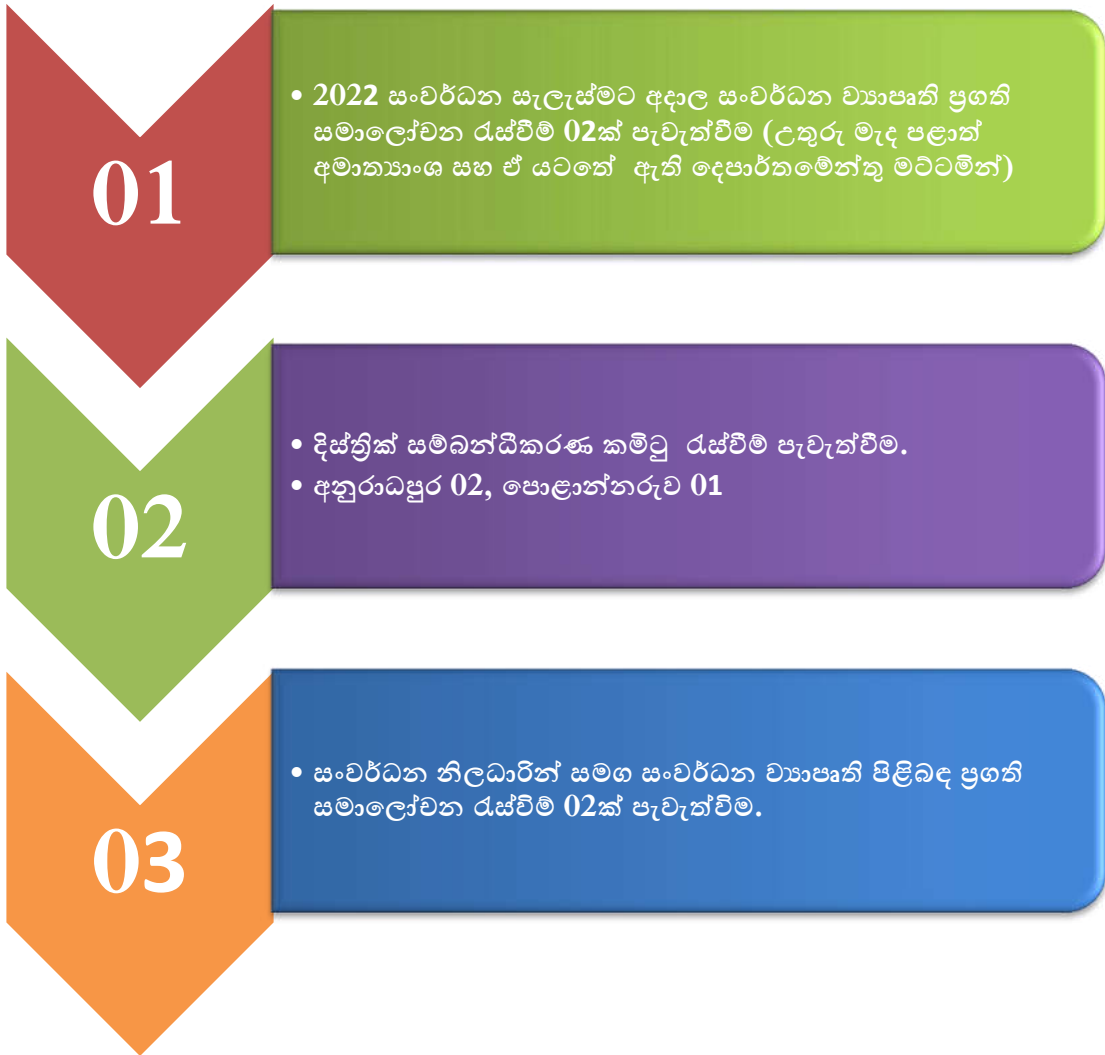 01
• 2022 සංවර්ධන සැලැස්මට අදාල සංවර්ධන ව්‍යාපෘති ප්‍රගති
සමාලෝචන රැස්වීම් 02ක් පැවැත්වීම (උතුරු මැද පළාත්
අමාත්‍යාංශ සහ ඒ යටතේ ඇති දෙපාර්තමේන්තු මට්ටමින්)
02
• දිස්ත්‍රික් සම්බන්ධීකරණ කමිටු රැස්වීම් පැවැත්වීම.
• අනුරාධපුර 02, පොළොන්නරුව 01
03
• සංවර්ධන නිලධාරින් සමග සංවර්ධන ව්‍යාපෘති පිළිබඳ ප්‍රගති
සමාලෝචන රැස්විම් 02ක් පැවැත්විම.